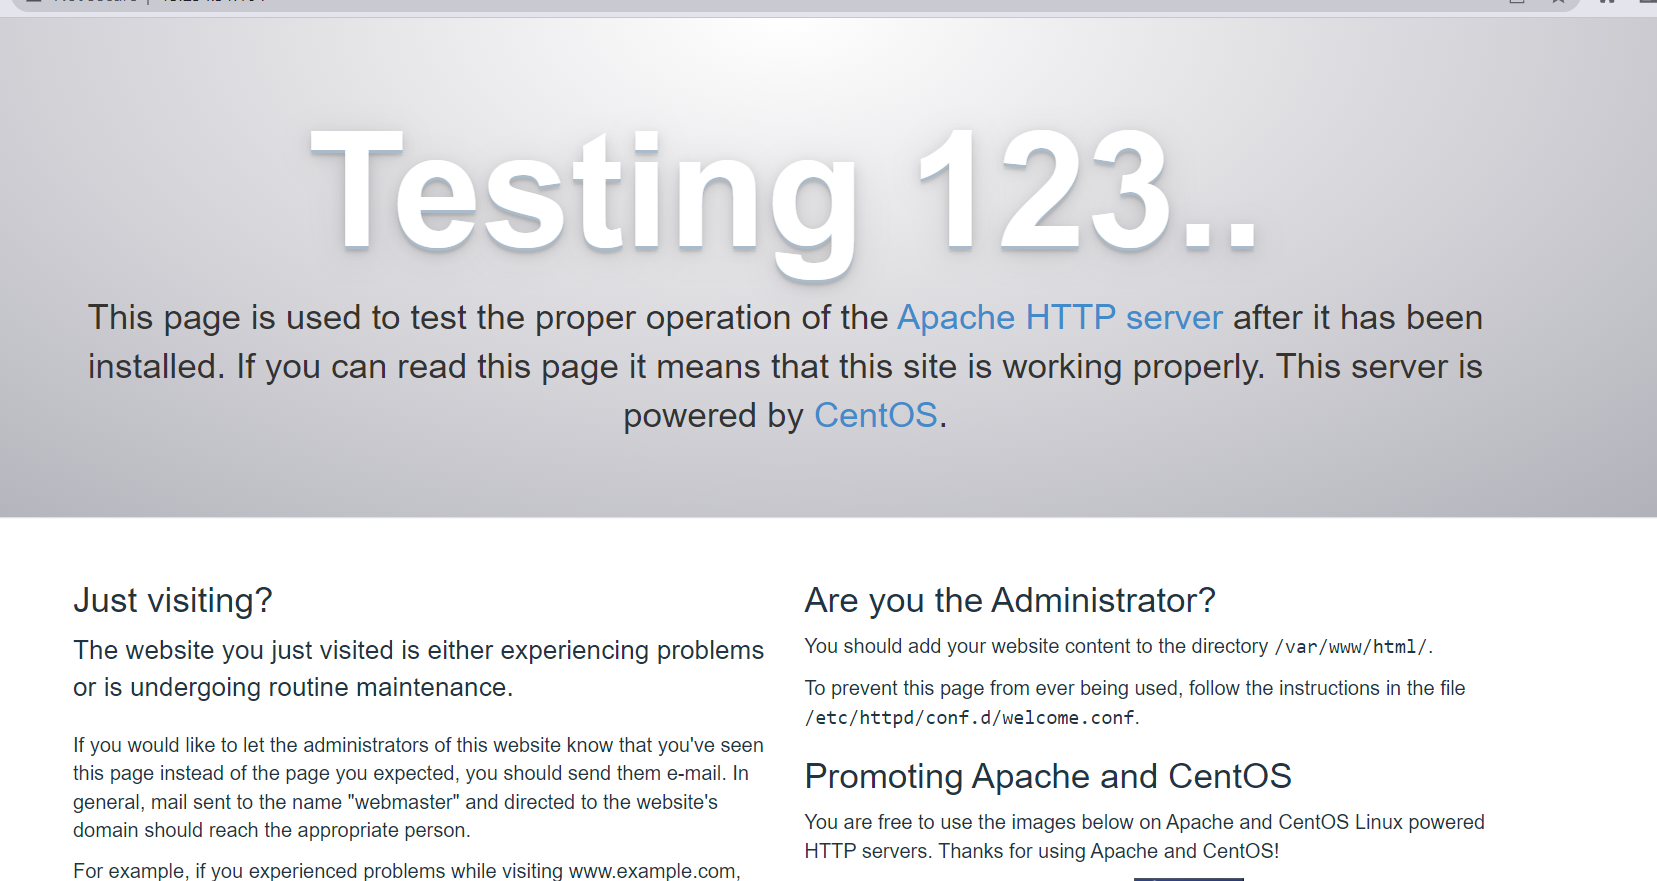 Testing 123..
This page is used to test the proper operation of the Apache HTTP server after it has been
installed. If you can read this page it means that this site is working properly. This server is
powered by CentOS.
Just visiting?
The website you just visited is either experiencing problems
or is undergoing routine maintenance.
If you would like to let the administrators of this website know that you've seen
this page instead of the page you expected, you should send them e-mail. In
general, mail sent to the name "webmaster" and directed to the website's
domain should reach the appropriate person.
For example, if you experienced problems while visiting www.example.com,
Are you the Administrator?
You should add your website content to the directory /var/www/html/.
To prevent this page from ever being used, follow the instructions in the file
/etc/httpd/conf.d/welcome.conf.
Promoting Apache and CentOS
You are free to use the images below on Apache and CentOS Linux powered
HTTP servers. Thanks for using Apache and CentOS!